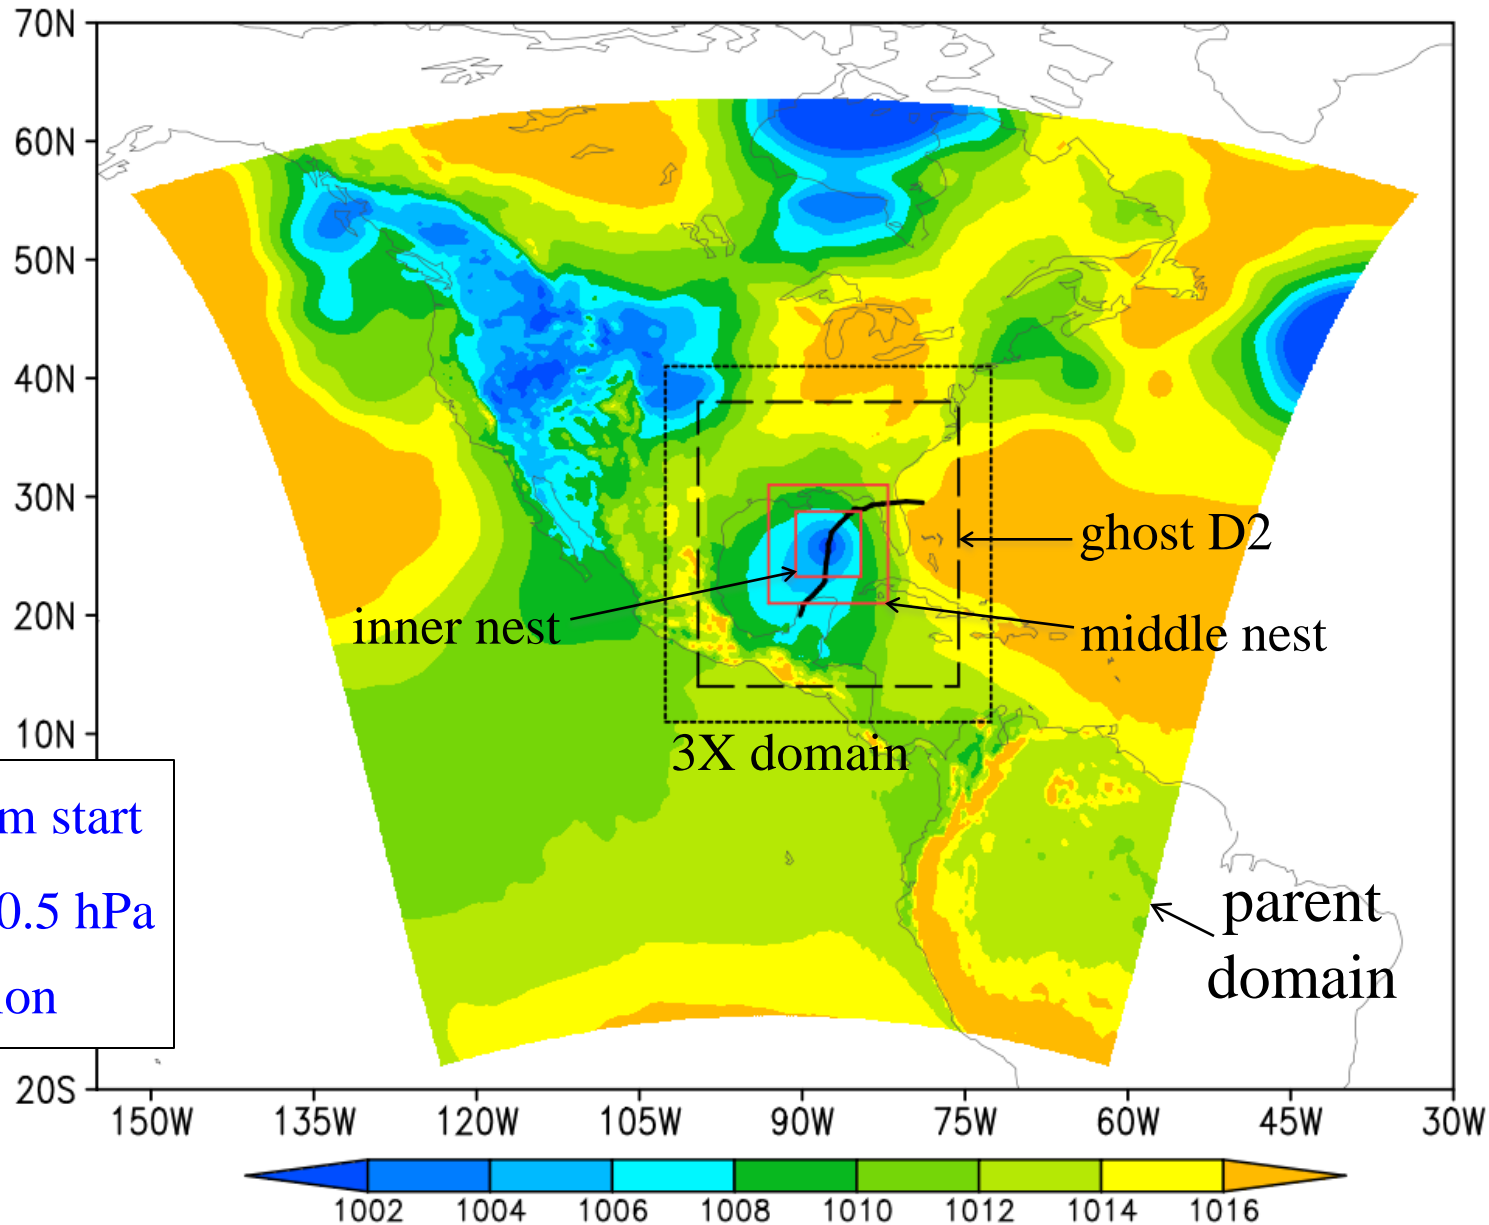 70N
60N
50N
40N
30N
20N
10N
20S
150W 135W 120W 105W 90W 75W 60W 45W 30W
ghost D2
inner nest
middle nest
3X domain
m start
0.5 hPa
ion
parent
domain
1002 1004 1006 1008 1010 1012 1014 1016